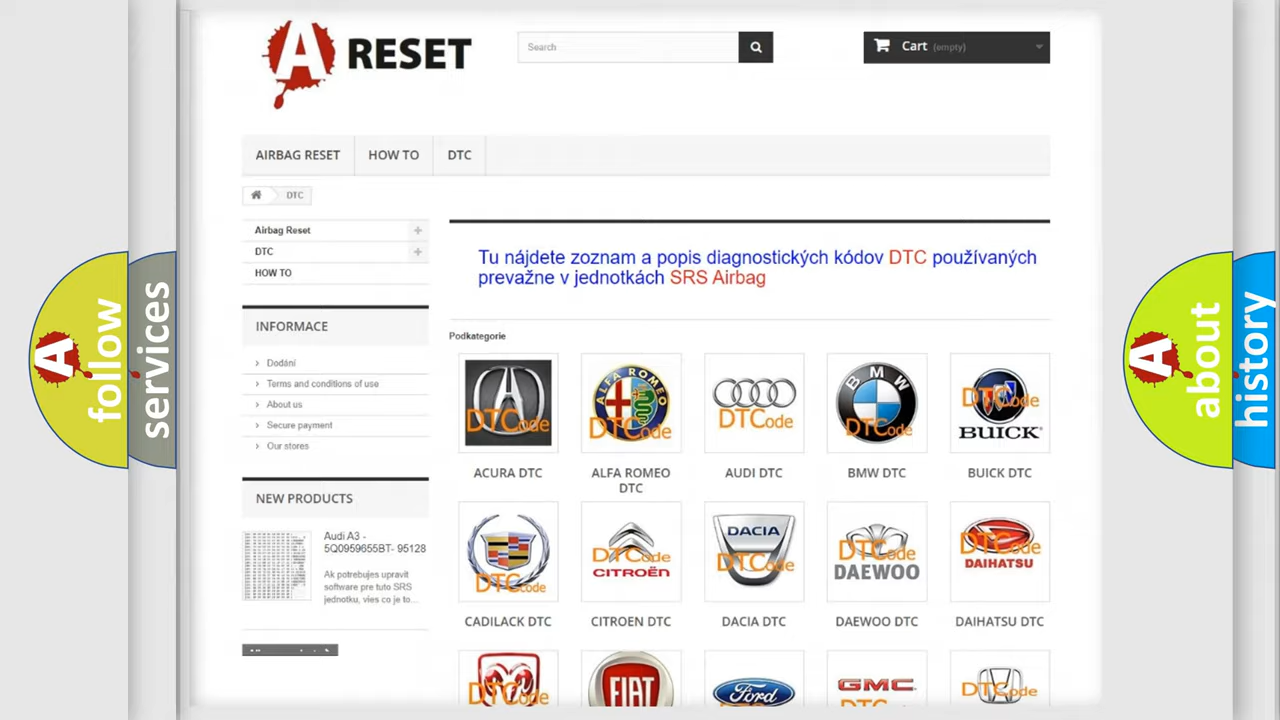 A RESET
Search
Cart (empty)
AIRBAG RESET
HOW TO
DTC
DTC
Airbag Reset
DTC
HOW TO
INFORMACE
Dodání
Terms and conditions of use
About us
Secure payment
Our stores
NEW PRODUCTS
Audi A3 -
5Q0959655BT- 95128
Ak potrebujes upravit
software pre tuto SRS
jednotku, vies co je to...
Tu nájdete zoznam a popis diagnostických kódov DTC používaných
prevažne v jednotkách SRS Airbag
Podkategorie
DTCode
ALFA ROMEO
DTCode
DTCode
BMW
DTCode
DTCode
BUICK
ACURA DTC
ALFA ROMEO
DTC
AUDI DTC
BMW DTC
BUICK DTC
DTCode
DTCode
CITROËN
DACIA
DTCode
DTCode
DAEWOO
DTCode
DAIHATSU
CADILACK DTC
CITROEN DTC
DACIA DTC
DAEWOO DTC
DAIHATSU DTC
DTCode
FIAT
Ford
GMC
DTCode
A follow
services
A about
history